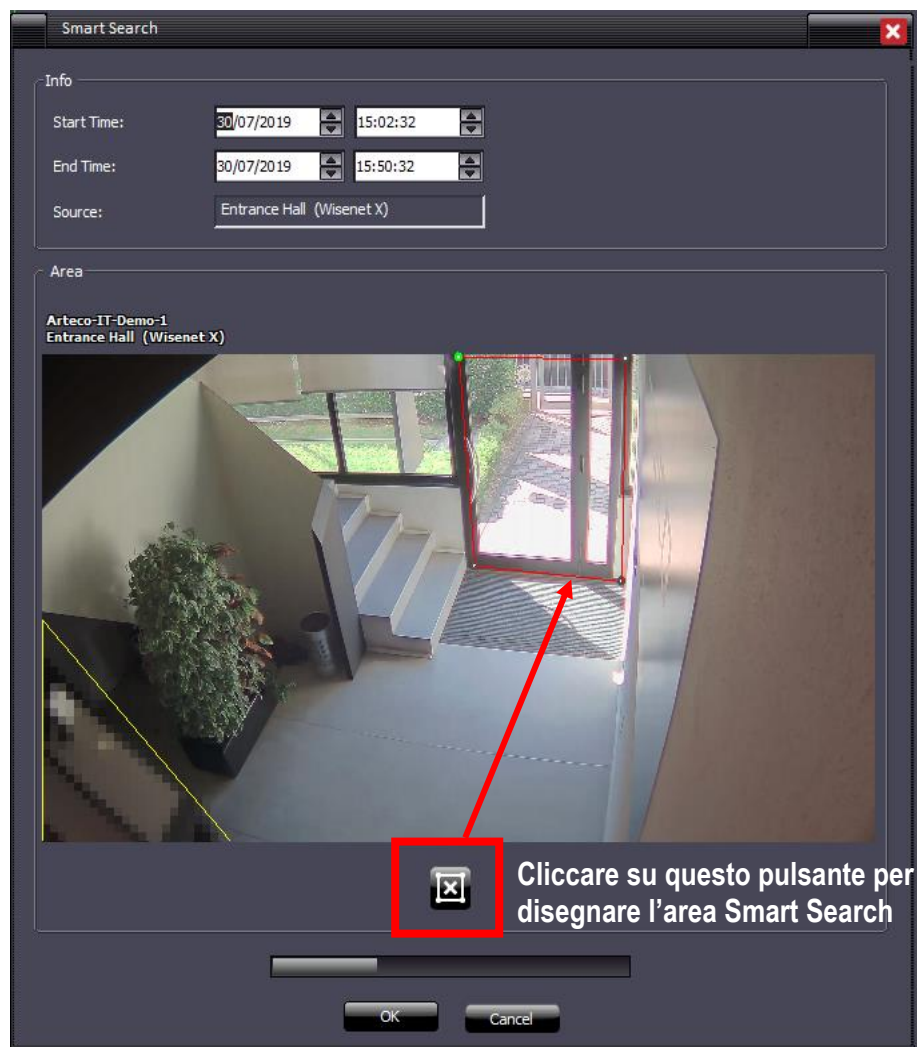 Smart Search
Info
Start Time:
30/07/2019
15:02:32
End Time:
30/07/2019
15:50:32
Source:
Entrance Hall (Wisenet X)
Area
Arteco-IT-Demo-1
Entrance Hall (Wisenet X)
Cliccare su questo pulsante per
disegnare l’area Smart Search
OK
Cancel